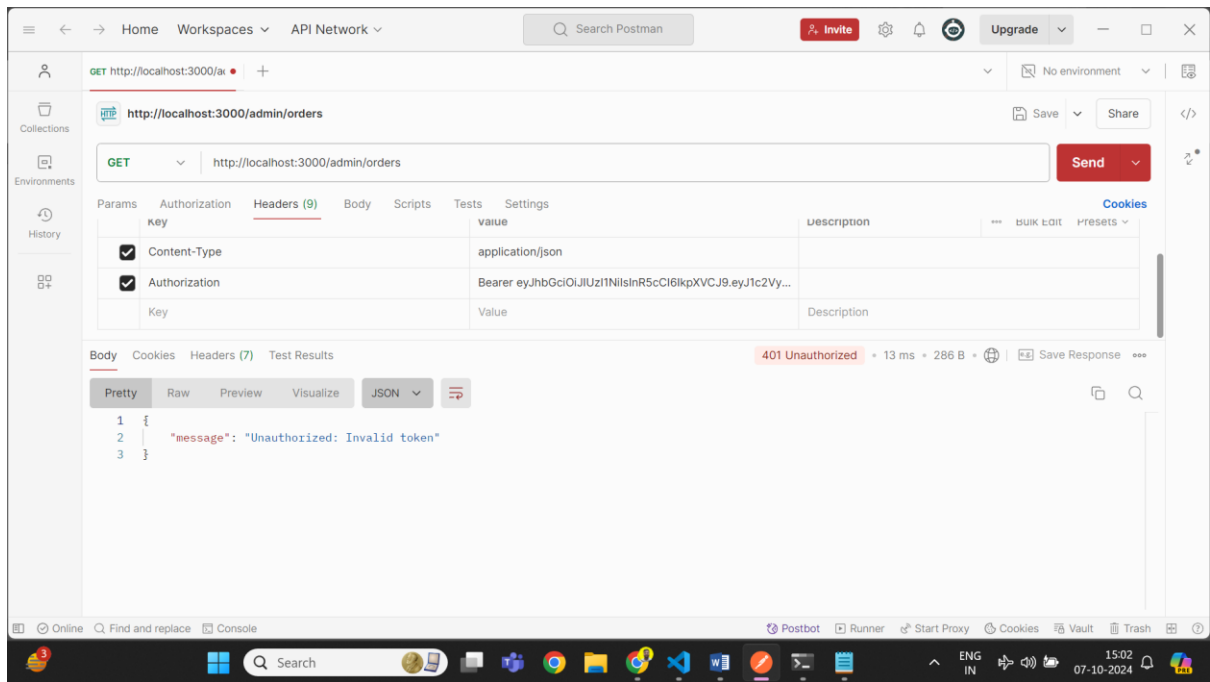 Home Workspaces API Network Search Postman Invite Upgrade
GET http://localhost:3000/ac No environment
HTTP http://localhost:3000/admin/orders Save Share
Collections
GET http://localhost:3000/admin/orders Send
Environments
Params Authorization Headers (9) Body Scripts Tests Settings Cookies
Key Value Description Bulk Edit Presets
History
Content-Type application/json
Authorization Bearer eyJhbGciOiJIUzI1NiIsInR5cCI6IkpXVCJ9.eyJ1c2Vy...
Key Value Description
Body Cookies Headers (7) Test Results 401 Unauthorized 13 ms 286 B e.g. Save Response
Pretty Raw Preview Visualize JSON
1 {
2 "message": "Unauthorized: Invalid token"
3 }
Online Find and replace Console Postbot Runner Start Proxy Cookies Vault Trash
3 Search ENG 15:02
IN 07-10-2024 PRE